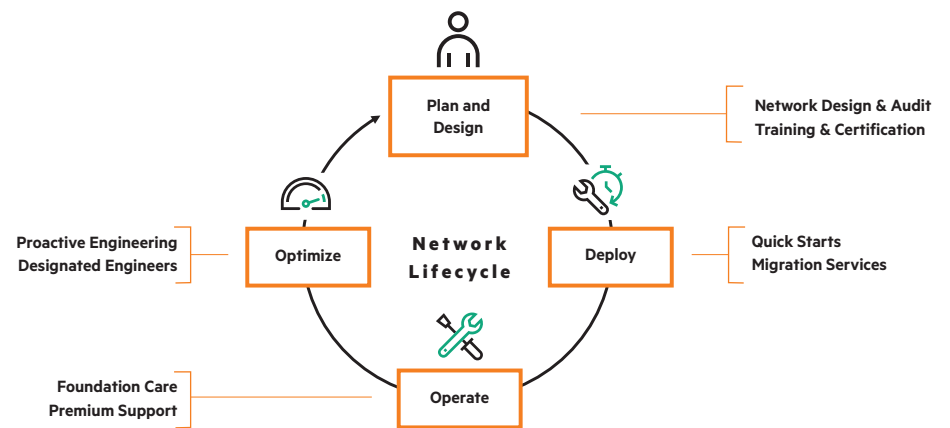 Plan and
Design
Network Design & Audit
Training & Certification
Proactive Engineering
Designated Engineers
Optimize
Network
Lifecycle
Deploy
Quick Starts
Migration Services
Foundation Care
Premium Support
Operate